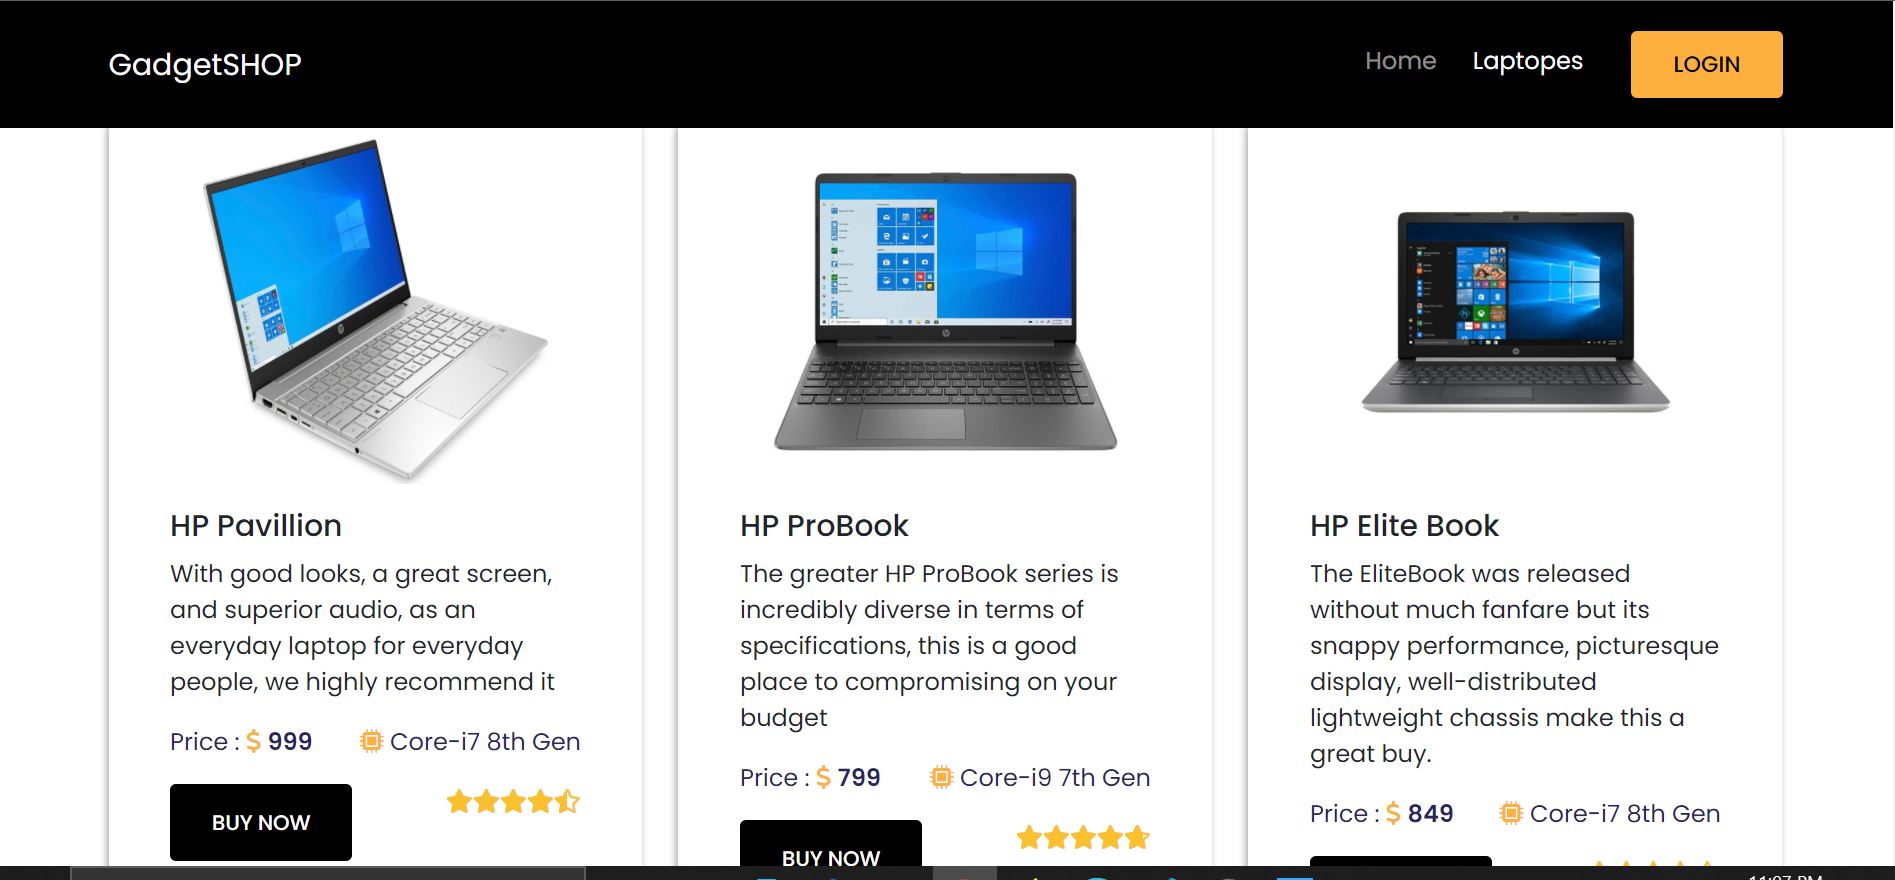 GadgetSHOP
Home
Laptopes
LOGIN
HP Pavillion
With good looks, a great screen,
and superior audio, as an
everyday laptop for everyday
people, we highly recommend it
Price : $ 999
Core-i7 8th Gen
BUY NOW
HP ProBook
The greater HP ProBook series is
incredibly diverse in terms of
specifications, this is a good
place to compromising on your
budget
Price : $ 799
Core-i9 7th Gen
BUY NOW
HP Elite Book
The EliteBook was released
without much fanfare but its
snappy performance, picturesque
display, well-distributed
lightweight chassis make this a
great buy.
Price : $ 849
Core-i7 8th Gen